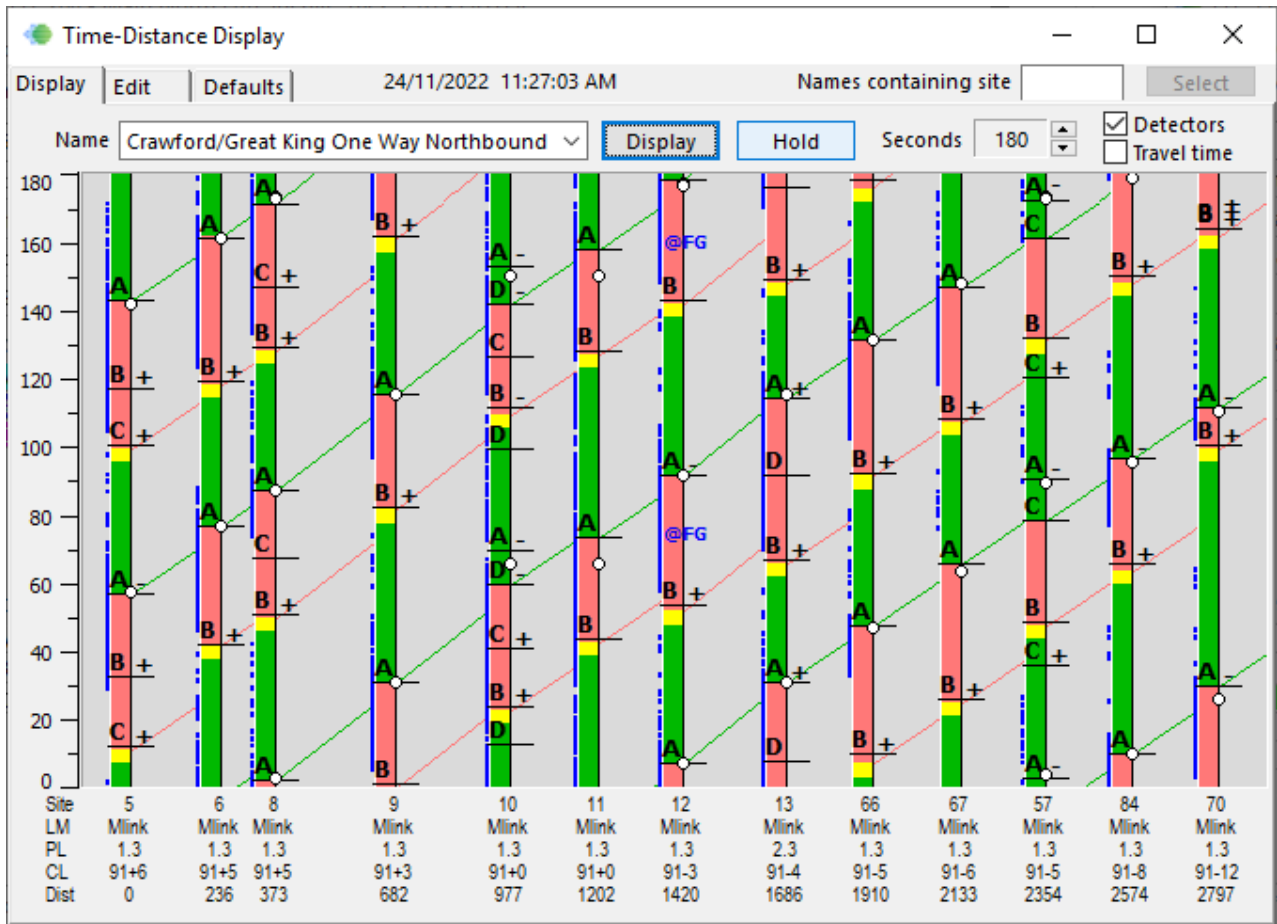 Time-Distance Display
Display Edit Defaults 24/11/2022 11:27:03 AM Names containing site Select
Name Crawford/Great King One Way Northbound Display Hold Seconds 180 Detectors
Travel time
180
160
140
120
100
80
60
40
20
0
A - A A B + A - D - C B - D A - D - C + B + D
A B + C + A - B + C +
A B + A B +
A C + B + A C B + A
B + A B + A B
A B A B
@FG B A - @FG B + A
B + A + D B + A + D
A B + A B +
A B + A B +
A - C B C + A - C B C + A -
B + A - B + A
B + A - B + A -
Site 5 6 8 9 10 11 12 13 66 67 57 84 70
LM Mlink Mlink Mlink Mlink Mlink Mlink Mlink Mlink Mlink Mlink Mlink Mlink Mlink
PL 1.3 1.3 1.3 1.3 1.3 1.3 1.3 2.3 1.3 1.3 1.3 1.3 1.3
CL 91+6 91+5 91+5 91+3 91+0 91+0 91-3 91-4 91-5 91-6 91-5 91-8 91-12
Dist 0 236 373 682 977 1202 1420 1686 1910 2133 2354 2574 2797